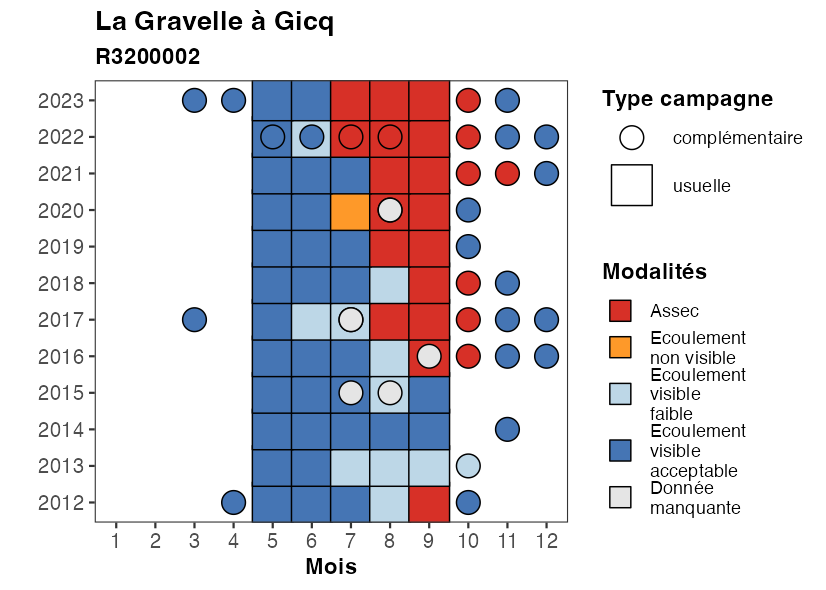 La Gravelle à Gicq
R3200002
2023
2022
2021
2020
2019
2018
2017
2016
2015
2014
2013
2012
1 2 3 4 5 6 7 8 9 10 11 12
Mois
Type campagne
complémentaire
usuelle
Modalités
Assec
Ecoulement
non visible
Ecoulement
visible
faible
Ecoulement
visible
acceptable
Donnée
manquante